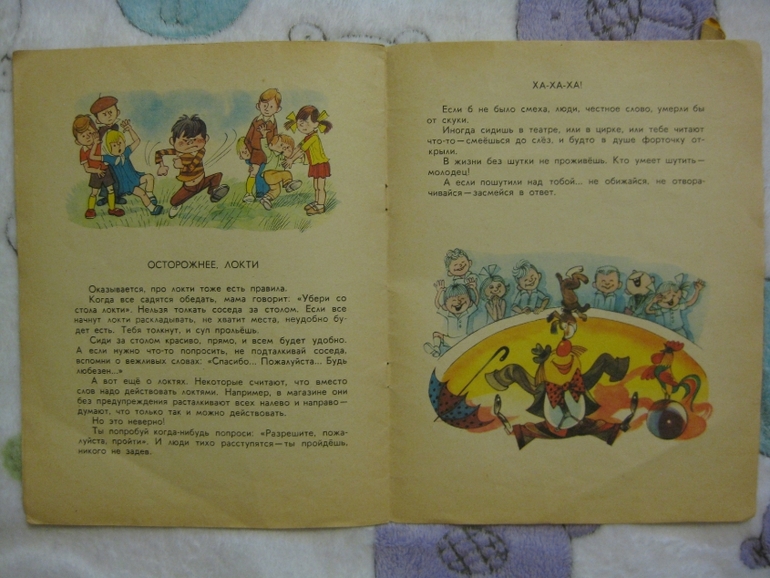 ОСТОРОЖНЕЕ, ЛОКТИ
Оказывается, про локти тоже есть правила.
Когда все садятся обедать, мама говорит: «Убери со
стола локти». Нельзя толкать соседа за столом. Если все
начнут локти раскладывать, не хватит места, неудобно бу-
дет есть. Тебя толкнут, и суп прольёшь.
Сиди за столом красиво, прямо, и всем будет удобно.
А если нужно что-то попросить, не подталкивай соседа,
вспомни о вежливых словах: «Спасибо... Пожалуйста... Будь
любезен...»
А вот ещё о локтях. Некоторые считают, что вместо
слов надо действовать локтями. Например, в магазине они
без предупреждения расталкивают всех налево и направо—
думают, что только так и можно действовать.
Но это неверно!
Ты попробуй когда-нибудь попроси: «Разрешите, пожа-
луйста, пройти». И люди тихо расступятся—ты пройдёшь,
никого не задев.
ХА-ХА-ХА!
Если б не было смеха, люди, честное слово, умерли бы
от скуки.
Иногда сидишь в театре, или в цирке, или тебе читают
что-то—смеёшься до слёз, и будто в душе форточку от-
крыли.
В жизни без шутки не проживёшь. Кто умеет шутить—
молодец!
А если пошутили над тобой... не обижайся, не отвора-
чивайся—засмейся в ответ.